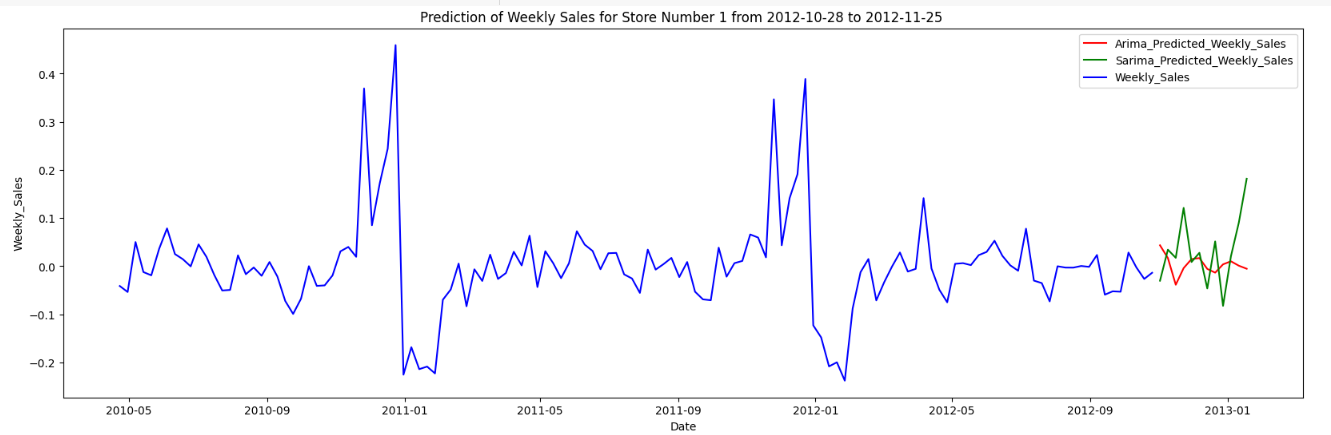 Prediction of Weekly Sales for Store Number 1 from 2012-10-28 to 2012-11-25
Arima_Predicted_Weekly_Sales
Sarima_Predicted_Weekly_Sales
Weekly_Sales
Weekly_Sales
0.4
0.3
0.2
0.1
0.0
−0.1
−0.2
2010-05 2010-09 2011-01 2011-05 2011-09 2012-01 2012-05 2012-09 2013-01
Date